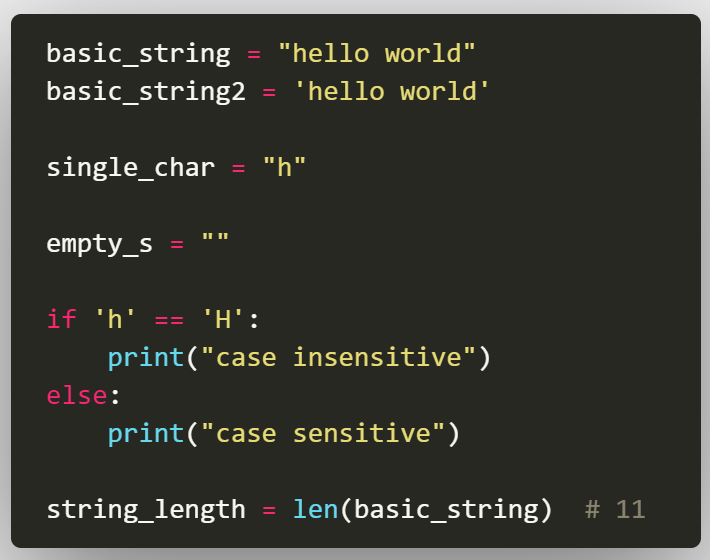 basic_string = "hello world"
basic_string2 = 'hello world'

single_char = "h"

empty_s = ""

if 'h' == 'H':
    print("case insensitive")
else:
    print("case sensitive")

string_length = len(basic_string)  # 11